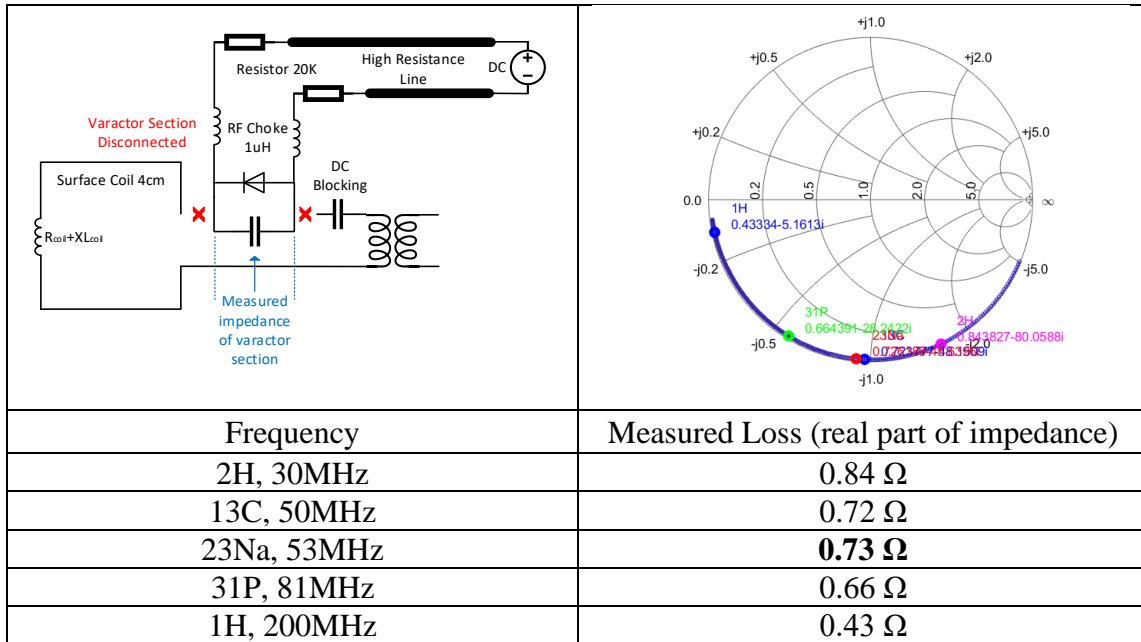 Resistor 20K
High Resistance
Line
DC
+
−
Varactor Section
Disconnected
RF Choke
1uH
DC
Blocking
Surface Coil 4cm
Rcoil+XLcoil
Measured
impedance
of varactor
section
+j1.0
+j0.5
+j2.0
+j0.2
+j5.0
0.0
0.2
0.5
1.0
2.0
5.0
∞
1H
0.43334-5.1613i
-j0.2
-j5.0
31P
0.664391-28.2422i
2H
0.843827-80.0588i
-j0.5
-j2.0
-j1.0
Frequency
Measured Loss (real part of impedance)
2H, 30MHz
0.84 Ω
13C, 50MHz
0.72 Ω
23Na, 53MHz
0.73 Ω
31P, 81MHz
0.66 Ω
1H, 200MHz
0.43 Ω